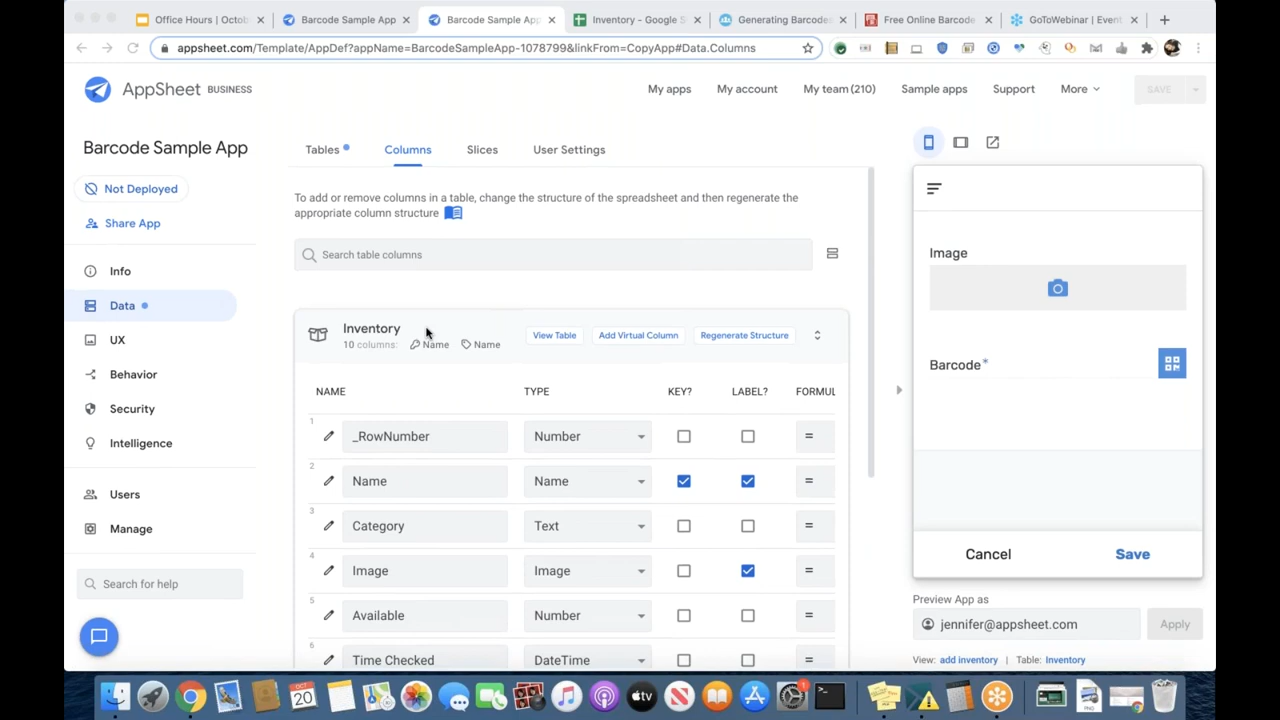 Office Hours | Octob
Barcode Sample App
Barcode Sample App
Inventory - Google S
Generating Barcodes
Free Online Barcode
GoToWebinar | Event
appsheet.com/Template/AppDef?appName=BarcodeSampleApp-1078799&linkFrom=CopyApp#Data.Columns
AppSheet BUSINESS
My apps
My account
My team (210)
Sample apps
Support
More
SAVE
Barcode Sample App
Not Deployed
Share App
Info
Data
UX
Behavior
Security
Intelligence
Users
Manage
Search for help
Tables
Columns
Slices
User Settings
To add or remove columns in a table, change the structure of the spreadsheet and then regenerate the
appropriate column structure
Search table columns
Inventory
10 columns: Name Name
View Table
Add Virtual Column
Regenerate Structure
NAME TYPE KEY? LABEL? FORMUL
1 _RowNumber Number =
2 Name Name =
3 Category Text =
4 Image Image =
5 Available Number =
6 Time Checked DateTime =
Image
Barcode*
Cancel Save
Preview App as
jennifer@appsheet.com Apply
View: add inventory | Table: Inventory
OCT
20
tv
1